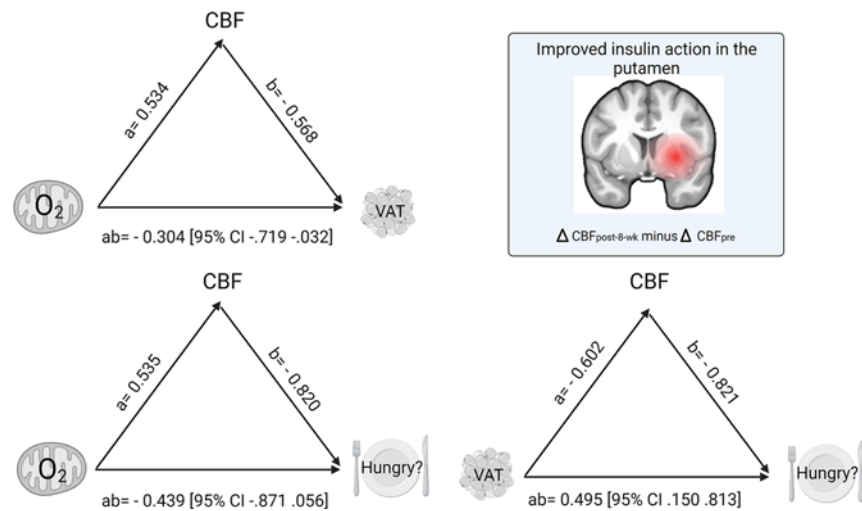 CBF
a= 0.534
b= - 0.568
O2
VAT
ab= - 0.304 [95% CI -.719 -.032]
Improved insulin action in the
putamen
Δ CBFpost-8-wk minus Δ CBFpre
CBF
a= 0.535
b= - 0.820
O2
Hungry?
ab= - 0.439 [95% CI -.871 .056]
CBF
a= - 0.602
b= - 0.821
VAT
Hungry?
ab= 0.495 [95% CI .150 .813]